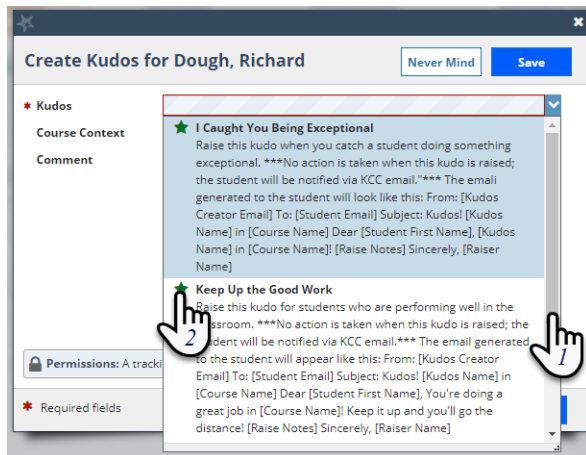 Create Kudos for Dough, Richard
Never Mind
Save
* Kudos
Course Context
Comment
I Caught You Being Exceptional
Raise this kudo when you catch a student doing something
exceptional. ***No action is taken when this kudo is raised;
the student will be notified via KCC email."*** The emali
generated to the student will look like this: From: [Kudos
Creator Email] To: [Student Email] Subject: Kudos! [Kudos
Name] in [Course Name] Dear [Student First Name], [Kudos
Name] in [Course Name]! [Raise Notes] Sincerely, [Raiser
Name]
Keep Up the Good Work
Raise this kudo for students who are performing well in the
ssroom. ***No action is taken when this kudo is raised; the
dent will be notified via KCC email.*** The email generated
to the student will appear like this: From: [Kudos Creator
Email] To: [Student Email] Subject: Kudos! [Kudos Name] in
[Course Name] Dear [Student First Name], You're doing a
great job in [Course Name]! Keep it up and you'll go the
distance! [Raise Notes] Sincerely, [Raiser Name]
2
1
Permissions: A tracki
* Required fields